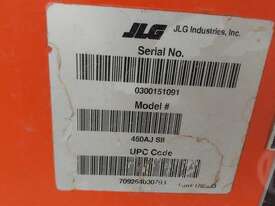 JLG JLG Industries, Inc.
Serial No.
0300151091
Model #
450AJ SII
UPC Code